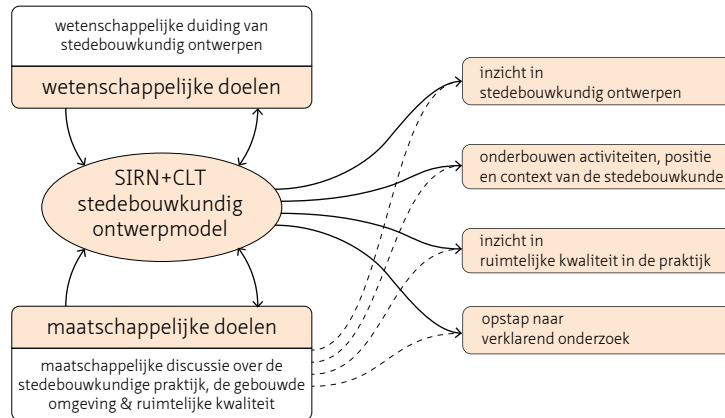 wetenschappelijke duiding van
stedebouwkundig ontwerpen
wetenschappelijke doelen
SIRN+CLT
stedebouwkundig
ontwerpmodel
maatschappelijke doelen
maatschappelijke discussie over de
stedebouwkundige praktijk, de gebouwde
omgeving & ruimtelijke kwaliteit
inzicht in
stedebouwkundig ontwerpen
onderbouwen activiteiten, positie
en context van de stedebouwkunde
inzicht in
ruimtelijke kwaliteit in de praktijk
opstap naar
verklarend onderzoek